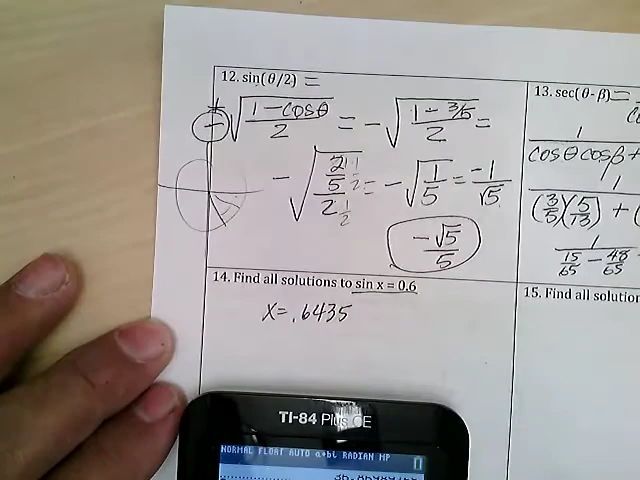 12. sin(θ/2) =
±√((1-cosθ)/2) = -√((1-3/5)/2) =
-√((2/5)/2) = -√(1/5) = -1/√5
-√5/5
13. sec(θ-β) =
1
cosθcosβ+
1
(3/5)(5/13) + (
1
15/65 - 48/65
14. Find all solutions to sin x = 0.6
x = .6435
15. Find all solution
TI-84 Plus CE
NORMAL FLOAT AUTO a+bi RADIAN MP